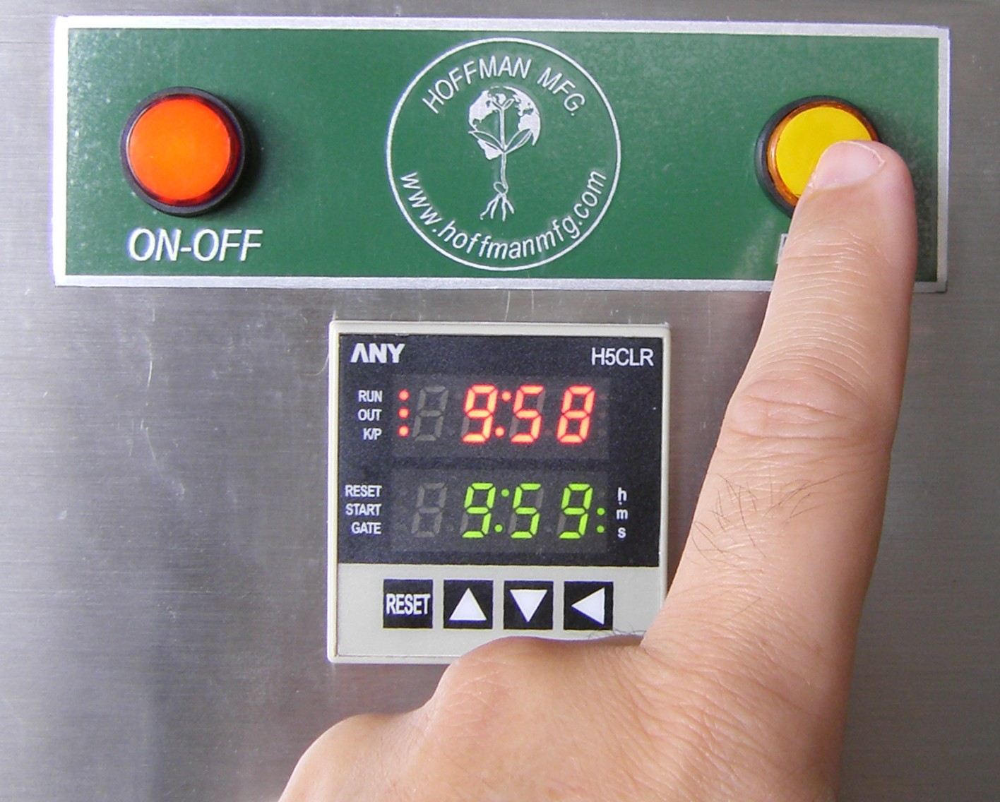 HOFFMAN MFG.
www.hoffmanmfg.com
ON-OFF
ANY H5CLR
RUN
OUT
K/P
9:58
RESET
START
GATE
9:59:
h
m
s
RESET